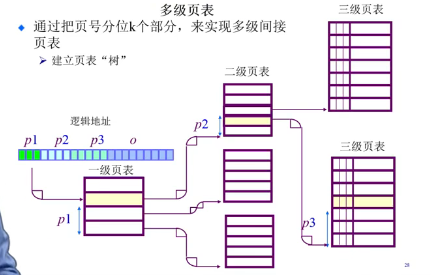 多级页表
通过把页号分位k个部分，来实现多级间接
页表
建立页表“树”
三级页表
二级页表
逻辑地址
p1 p2 p3 o
p2
一级页表
三级页表
p1
p3
28